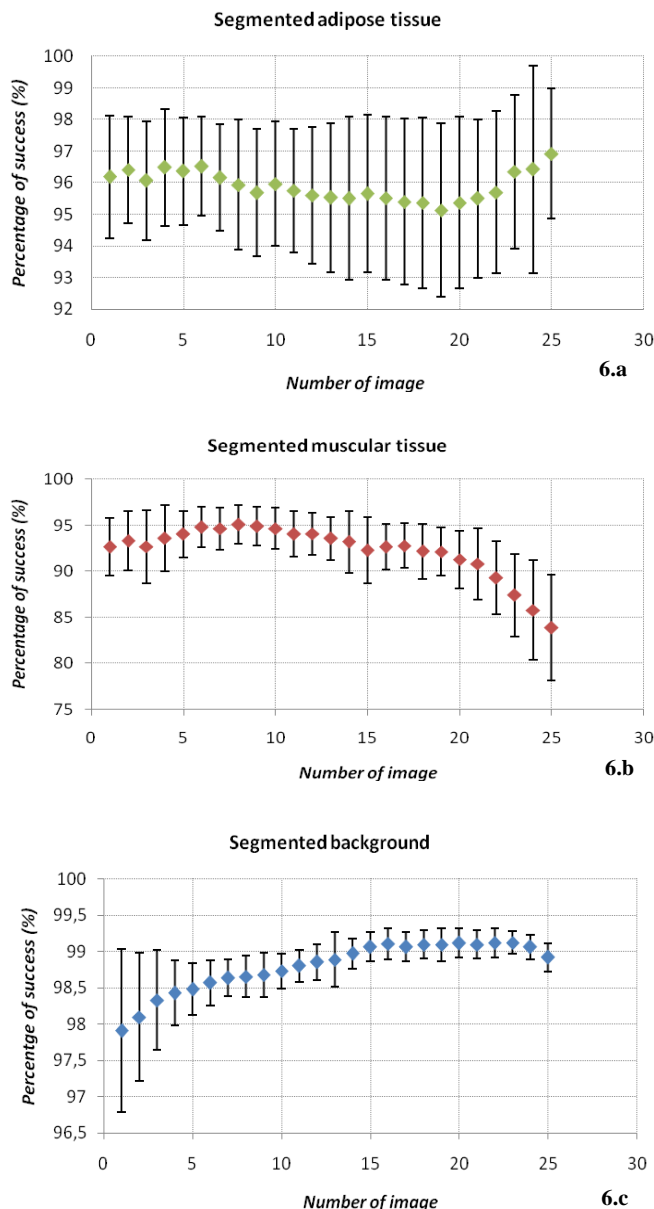 Segmented adipose tissue
Percentage of success (%)
100
99
98
97
96
95
94
93
92
0 5 10 15 20 25 30
Number of image
6.a
Segmented muscular tissue
Percentage of success (%)
100
95
90
85
80
75
0 5 10 15 20 25 30
Number of image
6.b
Segmented background
Percentge of success (%)
100
99,5
99
98,5
98
97,5
97
96,5
0 5 10 15 20 25 30
Number of image
6.c